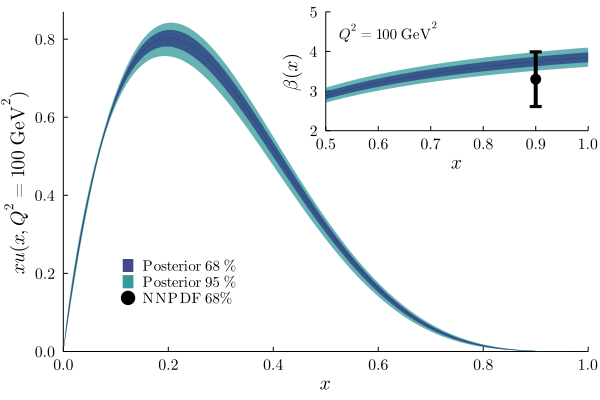 xu(x, Q² = 100 GeV²)
0.8
0.6
0.4
0.2
0.0
0.0 0.2 0.4 0.6 0.8 1.0
x
Posterior 68 %
Posterior 95 %
NNPDF 68%
Q² = 100 GeV²
β(x)
5
4
3
2
0.5 0.6 0.7 0.8 0.9 1.0
x